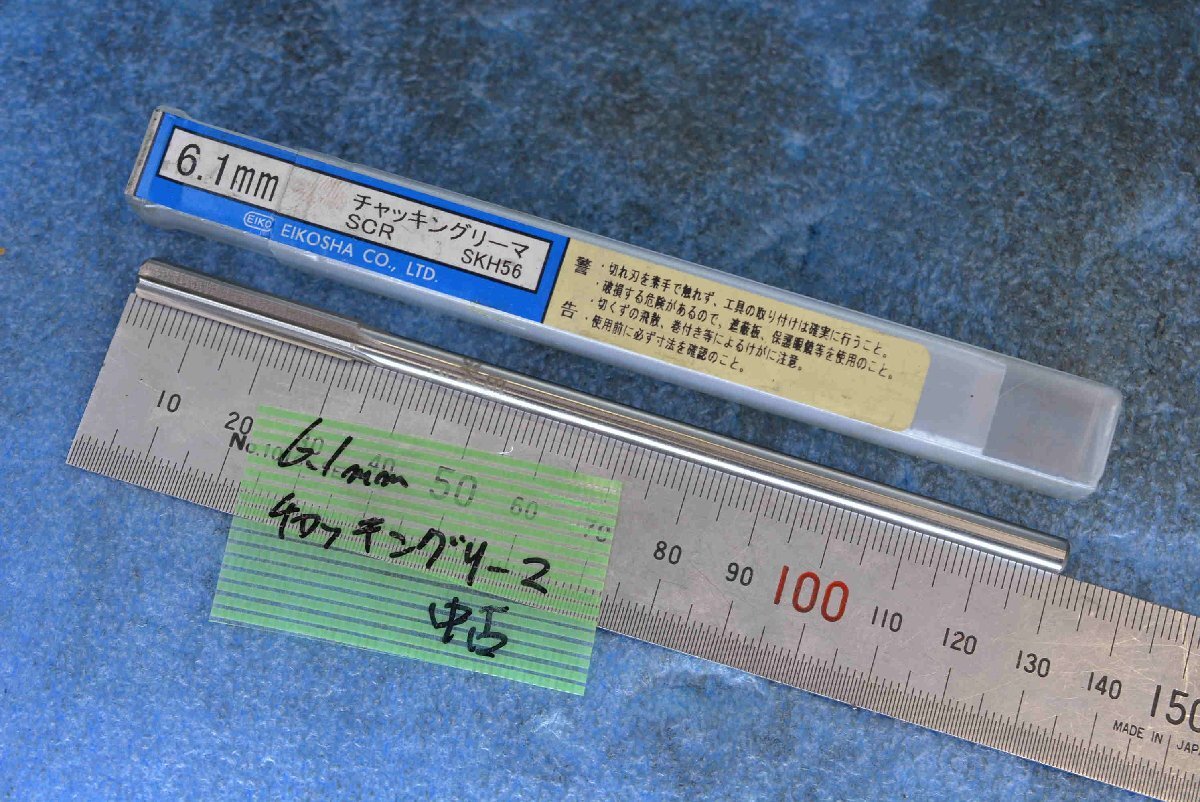 6.1mm
チャッキングリーマ
SCR
SKH56
EIKO
EIKOSHA CO., LTD.
警告
・切れ刃を素手で触れず、工具の取り付けは確実に行うこと。
・破損する危険があるので、遮蔽板、保護眼鏡等を使用のこと。
・切くずの飛散、巻付き等によるけがに注意。
・使用前に必ず寸法を確認のこと。
10 20 30 40 50 60 70 80 90 100 110 120 130 140 150
No.10
MADE IN JAPA
6.1mm
チャッキングリーマ
中古